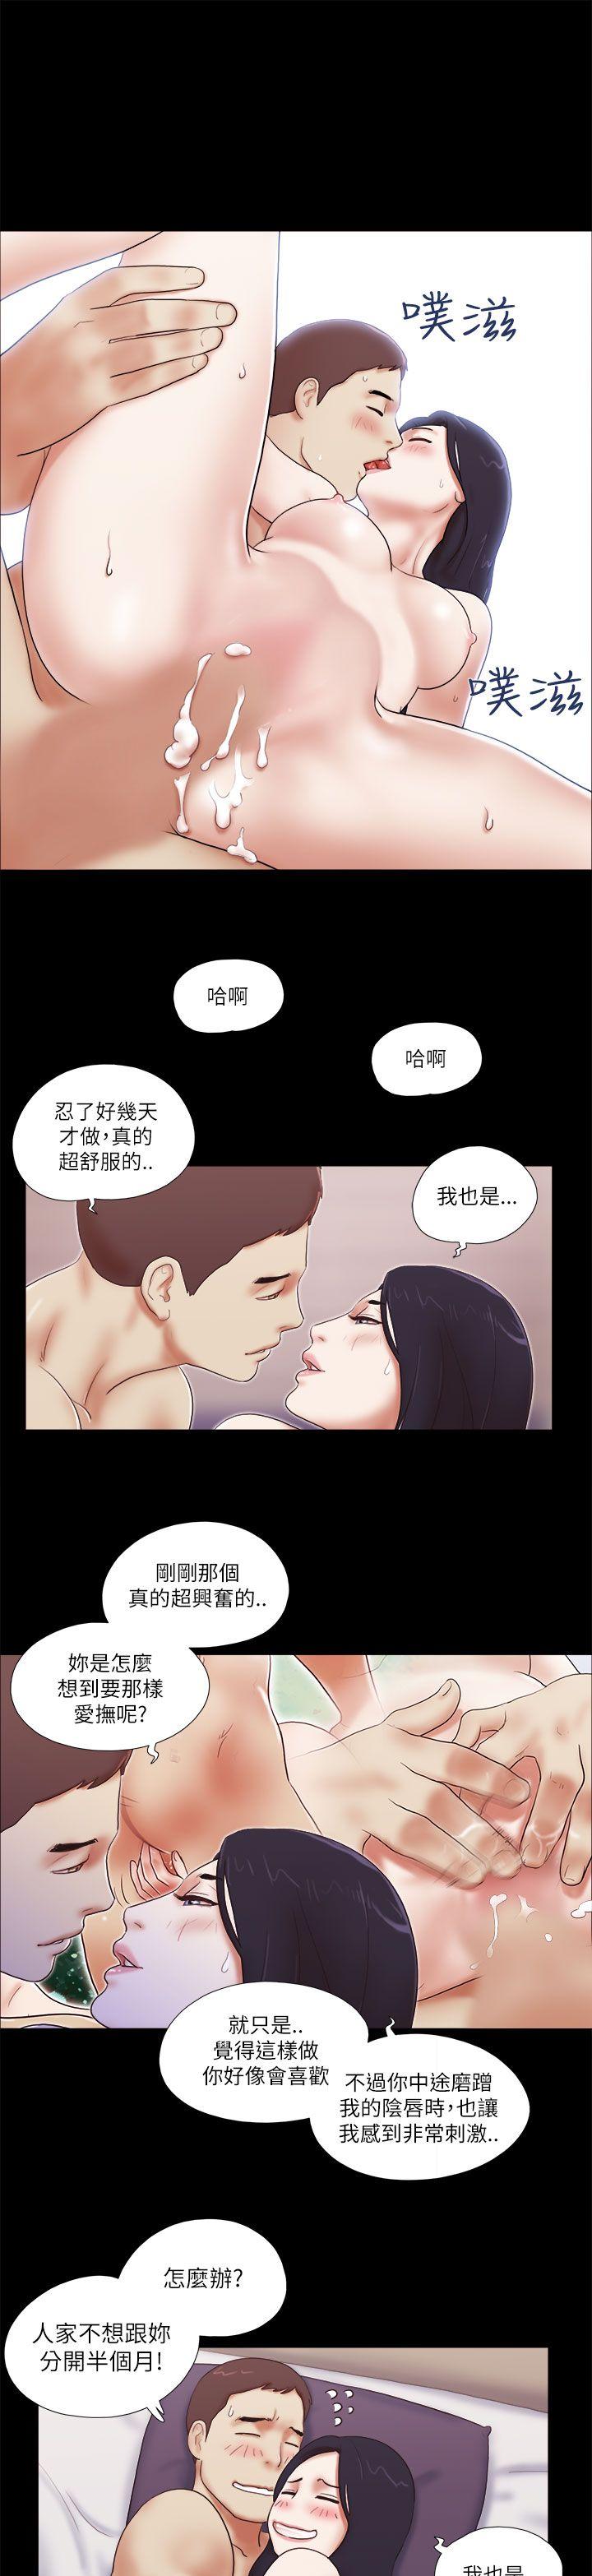 噗滋
噗滋
哈啊
哈啊
忍了好幾天
才做，真的
超舒服的..
我也是...
剛剛那個
真的超興奮的..
妳是怎麼
想到要那樣
愛撫呢?
就只是..
覺得這樣做
你好像會喜歡
不過你中途磨蹭
我的陰唇時，也讓
我感到非常刺激..
怎麼辦?
人家不想跟妳
分開半個月!
我也是